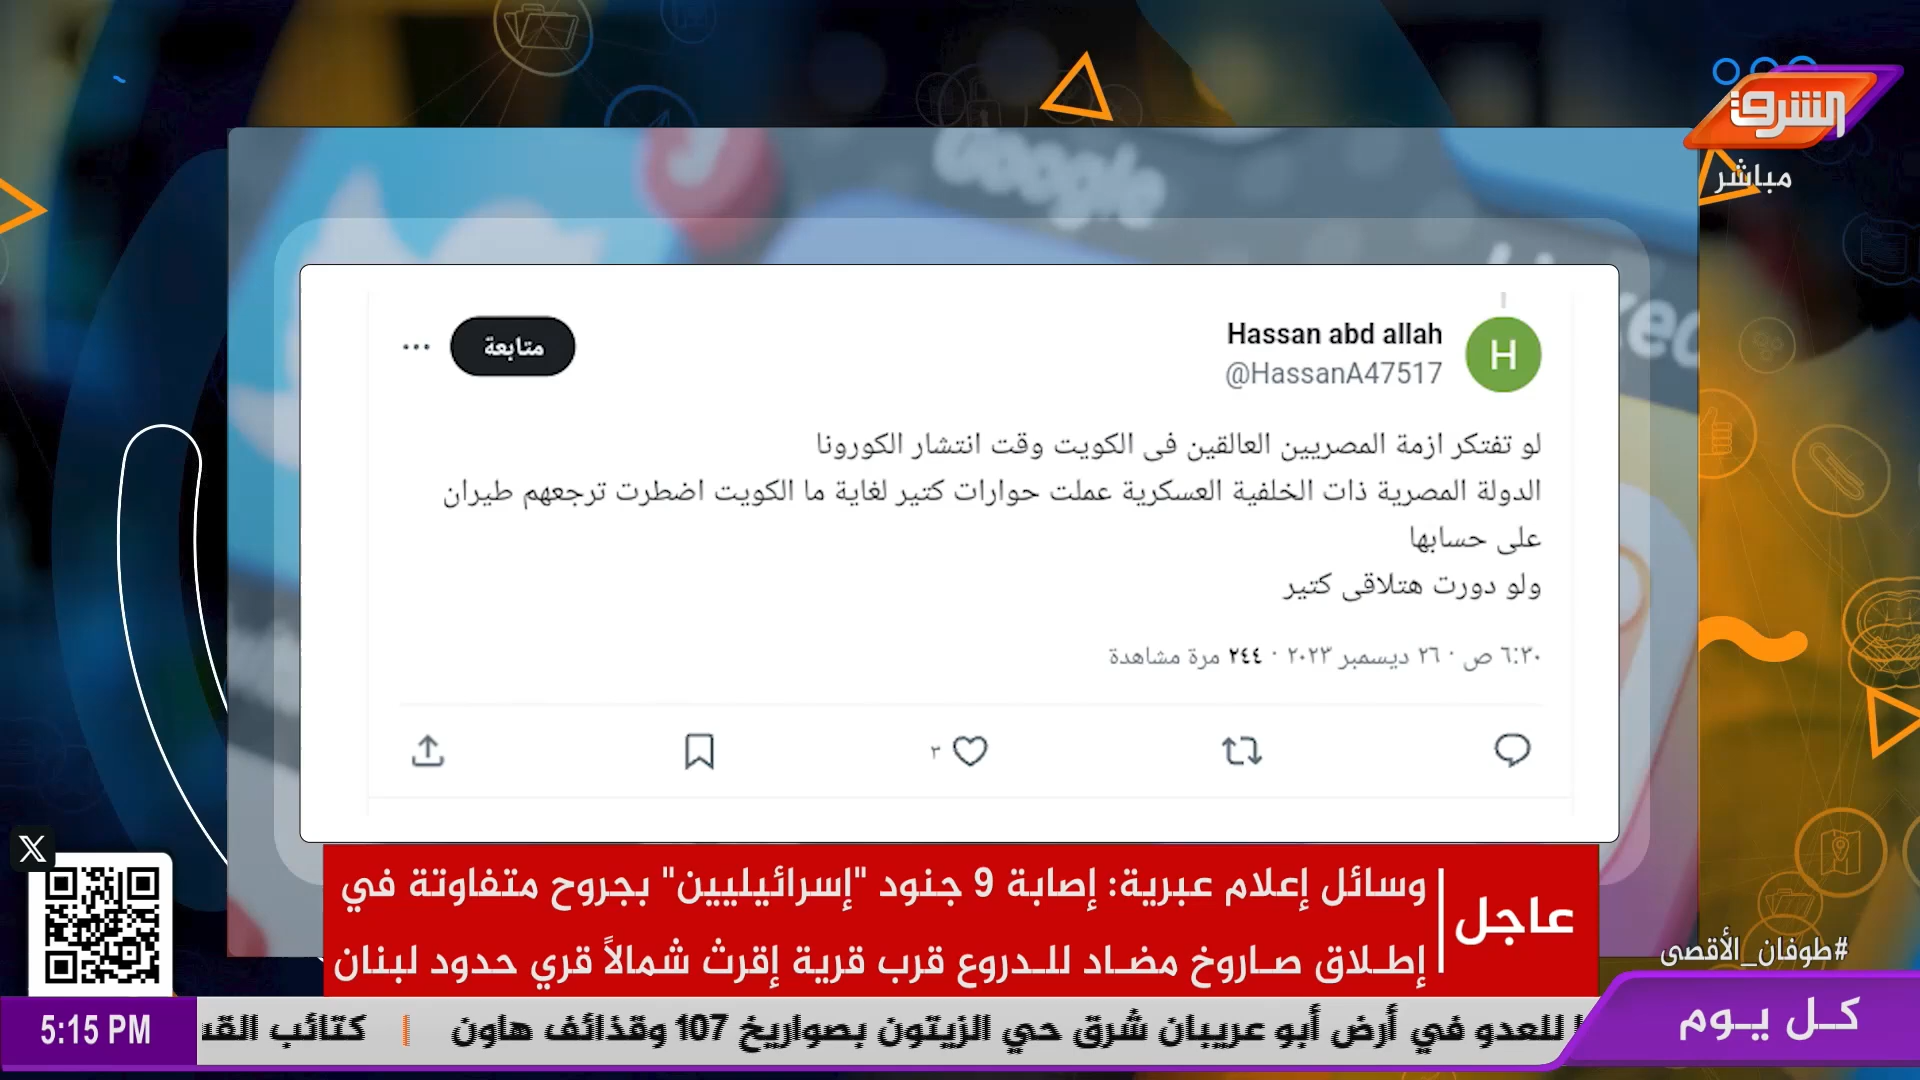 الشرق
مباشر
Google
Hassan abd allah
@HassanA47517
H
متابعة
لو تفتكر ازمة المصريين العالقين فى الكويت وقت انتشار الكورونا
الدولة المصرية ذات الخلفية العسكرية عملت حوارات كتير لغاية ما الكويت اضطرت ترجعهم طيران
على حسابها
ولو دورت هتلاقى كتير
٦:٣٠ ص · ٢٦ ديسمبر ٢٠٢٣ · ٢٤٤ مرة مشاهدة
٣
عاجل
وسائل إعلام عبرية: إصابة 9 جنود "إسرائيليين" بجروح متفاوتة في
إطلاق صاروخ مضاد للدروع قرب قرية إقرث شمالاً قري حدود لبنان
#طوفان_الأقصى
كل يوم
للعدو في أرض أبو عريبان شرق حي الزيتون بصواريخ 107 وقذائف هاون | كتائب
5:15 PM